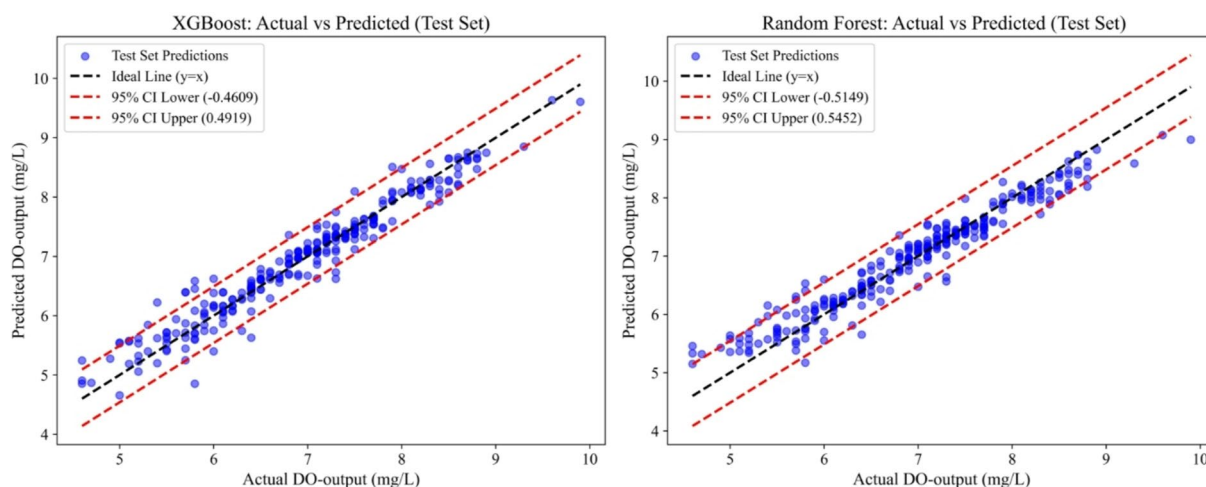 XGBoost: Actual vs Predicted (Test Set)
Test Set Predictions
Ideal Line (y=x)
95% CI Lower (-0.4609)
95% CI Upper (0.4919)
Predicted DO-output (mg/L)
10
9
8
7
6
5
4
5
6
7
8
9
10
Actual DO-output (mg/L)
Random Forest: Actual vs Predicted (Test Set)
Test Set Predictions
Ideal Line (y=x)
95% CI Lower (-0.5149)
95% CI Upper (0.5452)
Predicted DO-output (mg/L)
10
9
8
7
6
5
4
5
6
7
8
9
10
Actual DO-output (mg/L)